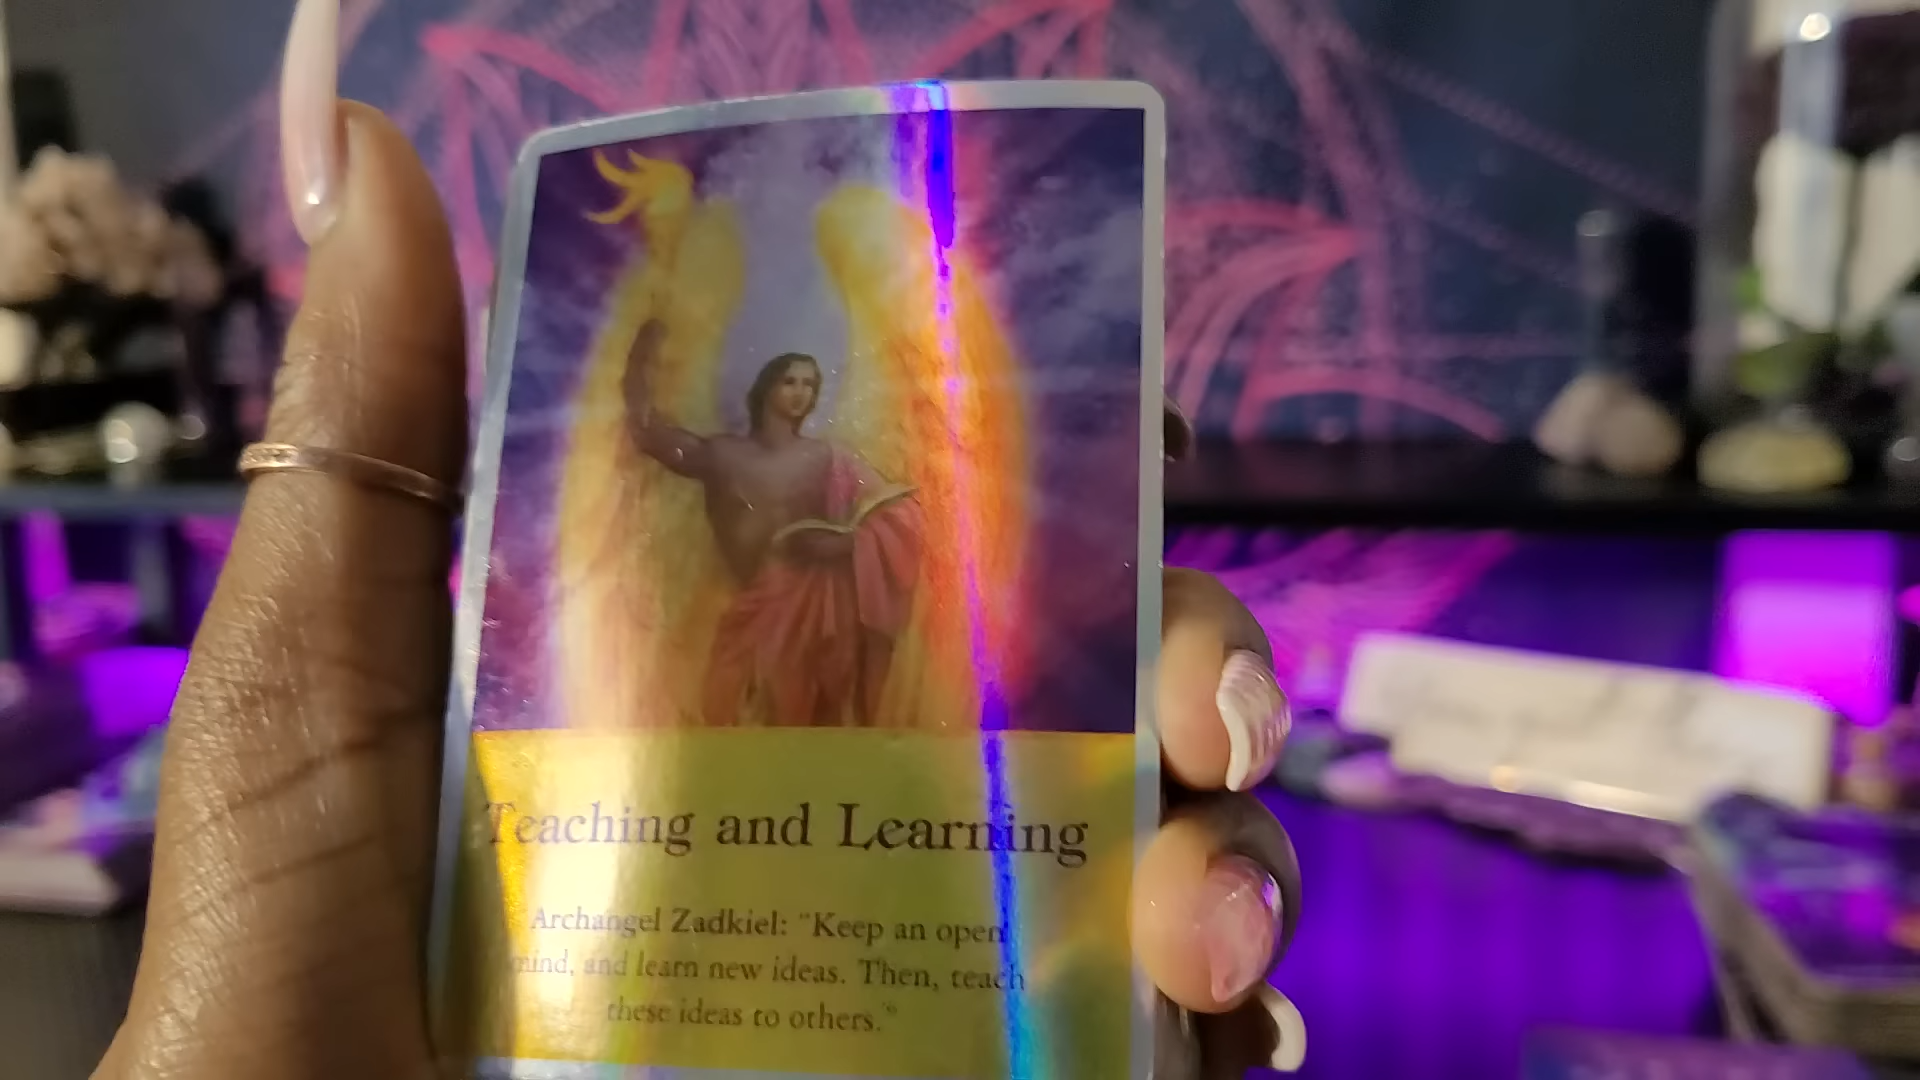 Teaching and Learning
Archangel Zadkiel: "Keep an open
mind, and learn new ideas. Then, teach
these ideas to others."